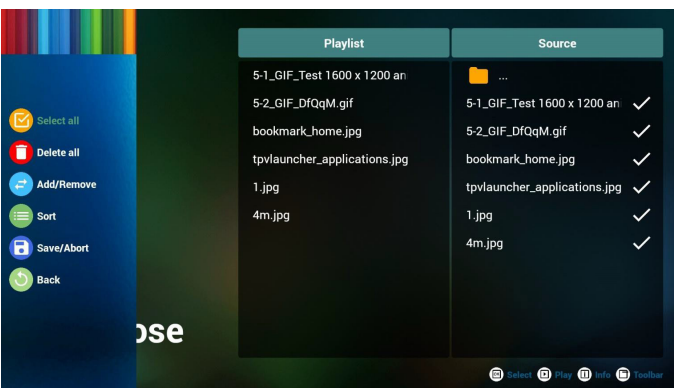 Playlist
Source
5-1_GIF_Test 1600 x 1200 an
5-2_GIF_DfQqM.gif
bookmark_home.jpg
tpvlauncher_applications.jpg
1.jpg
4m.jpg
...
5-1_GIF_Test 1600 x 1200 an
5-2_GIF_DfQqM.gif
bookmark_home.jpg
tpvlauncher_applications.jpg
1.jpg
4m.jpg
Select all
Delete all
Add/Remove
Sort
Save/Abort
Back
ose
Select Play Info Toolbar